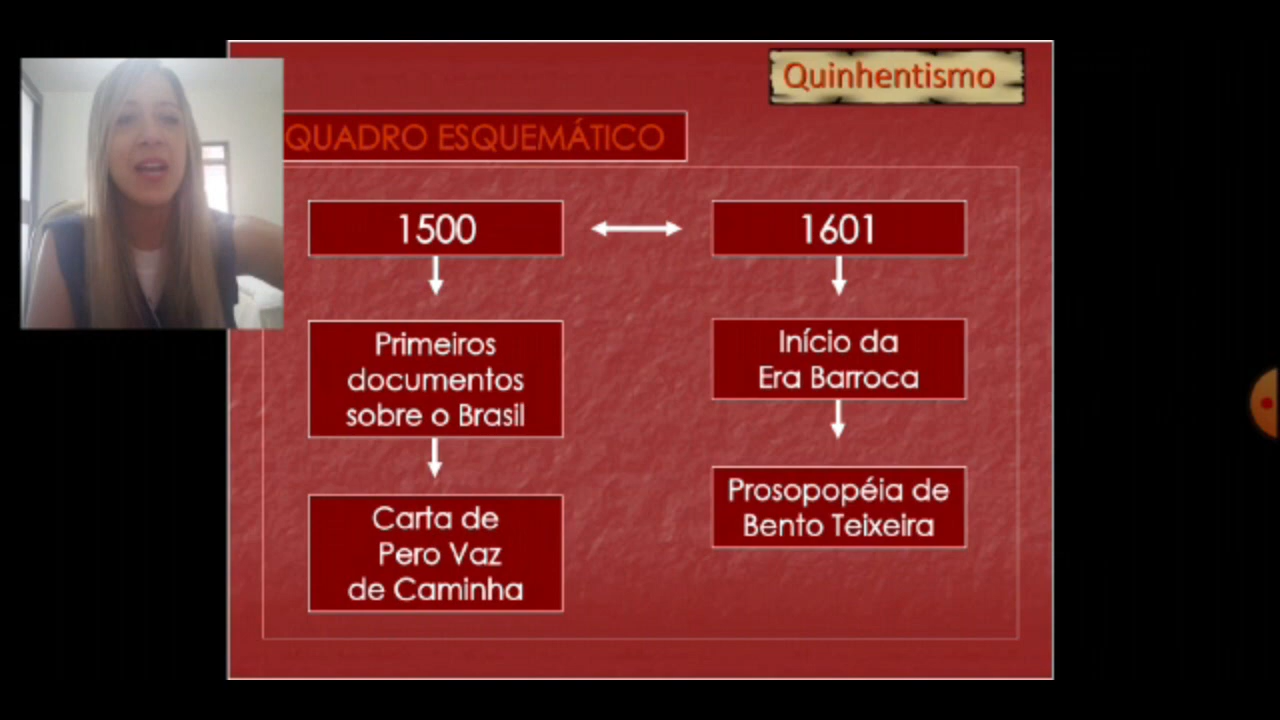 Quinhentismo
QUADRO ESQUEMÁTICO
1500
Primeiros
documentos
sobre o Brasil
Carta de
Pero Vaz
de Caminha
1601
Início da
Era Barroca
Prosopopéia de
Bento Teixeira